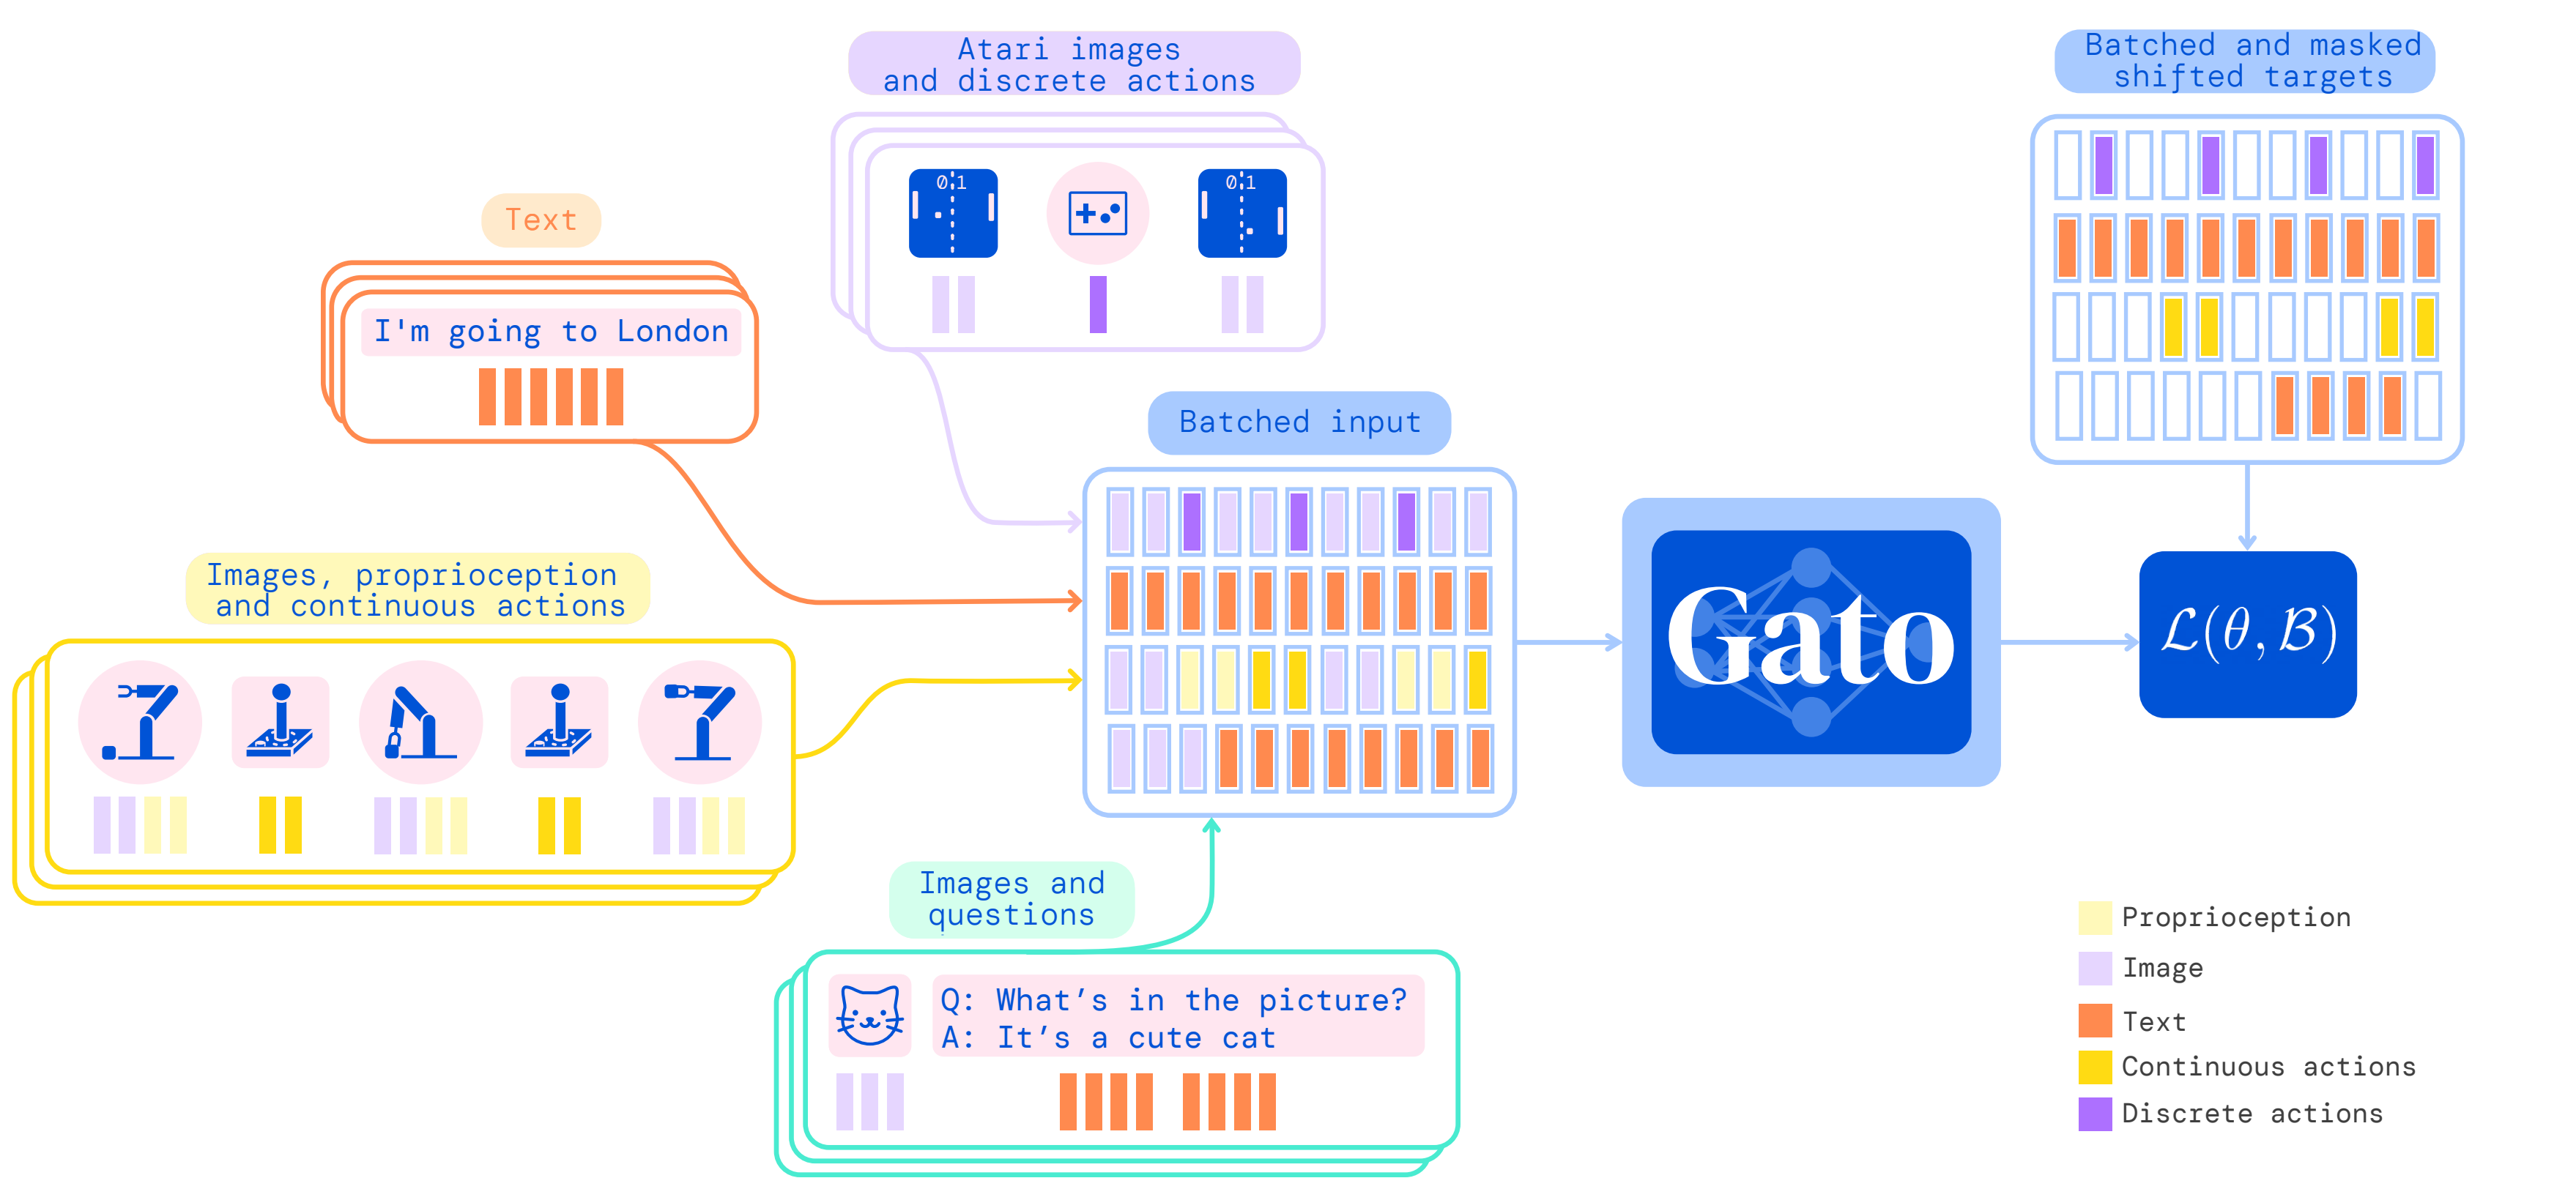 Atari images
and discrete actions
0 1
0 1
Batched and masked
shifted targets
Text
I'm going to London
Batched input
Images, proprioception
and continuous actions
Gato
ℒ(θ, ℬ)
Images and
questions
Q: What’s in the picture?
A: It’s a cute cat
Proprioception
Image
Text
Continuous actions
Discrete actions